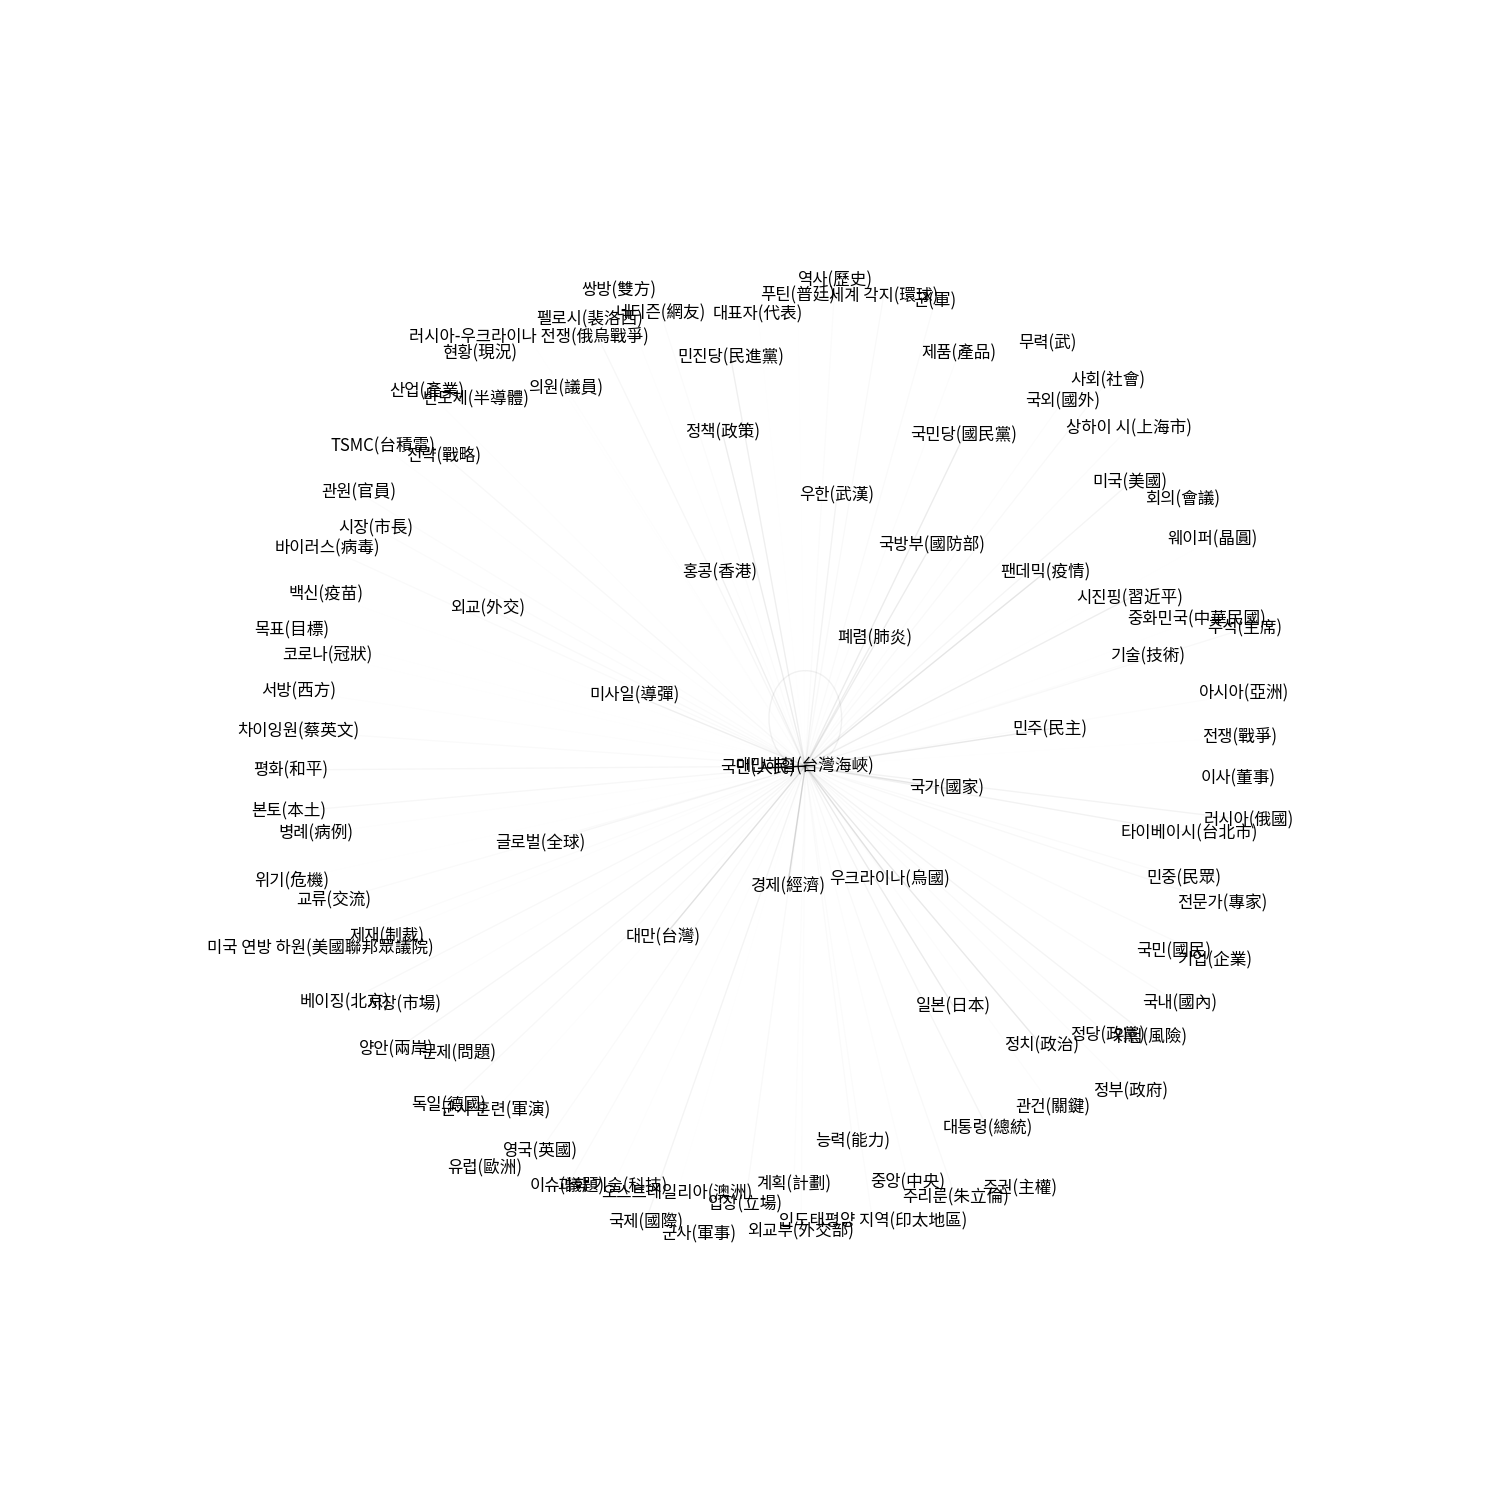 역사(歷史)
쌍방(雙方)
푸틴(普廷)
세계 각지(環球)
군(軍)
네티즌(網友)
대표자(代表)
펠로시(裴洛西)
러시아-우크라이나 전쟁(俄烏戰爭)
무력(武)
현황(現況)
민진당(民進黨)
제품(產品)
사회(社會)
산업(產業)
의원(議員)
반도체(半導體)
국외(國外)
상하이 시(上海市)
정책(政策)
국민당(國民黨)
TSMC(台積電)
전략(戰略)
미국(美國)
관원(官員)
우한(武漢)
회의(會議)
시장(市長)
웨이퍼(晶圓)
바이러스(病毒)
국방부(國防部)
홍콩(香港)
팬데믹(疫情)
백신(疫苗)
시진핑(習近平)
외교(外交)
중화민국(中華民國)
목표(目標)
주석(主席)
폐렴(肺炎)
코로나(冠狀)
기술(技術)
서방(西方)
미사일(導彈)
아시아(亞洲)
차이잉원(蔡英文)
민주(民主)
전쟁(戰爭)
평화(和平)
국민(人民)
대만 해협(台灣海峽)
이사(董事)
국가(國家)
본토(本土)
러시아(俄國)
병례(病例)
타이베이시(台北市)
글로벌(全球)
위기(危機)
경제(經濟)
우크라이나(烏國)
민중(民眾)
교류(交流)
전문가(專家)
제재(制裁)
대만(台灣)
미국 연방 하원(美國聯邦眾議院)
국민(國民)
기업(企業)
베이징(北京)
시장(市場)
일본(日本)
국내(國內)
양안(兩岸)
문제(問題)
정치(政治)
정당(政黨)
위험(風險)
정부(政府)
독일(德國)
군사 훈련(軍演)
관건(關鍵)
대통령(總統)
영국(英國)
능력(能力)
유럽(歐洲)
이슈(議題)
과학 기술(科技)
오스트레일리아(澳洲)
계획(計劃)
중앙(中央)
주권(主權)
입장(立場)
주리룬(朱立倫)
국제(國際)
인도태평양 지역(印太地區)
군사(軍事)
외교부(外交部)